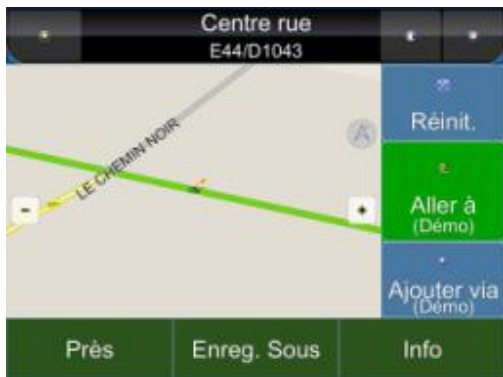 Centre rue
E44/D1043
LE CHEMIN NOIR
Réinit.
Aller à
(Démo)
Ajouter via
(Démo)
Près
Enreg. Sous
Info